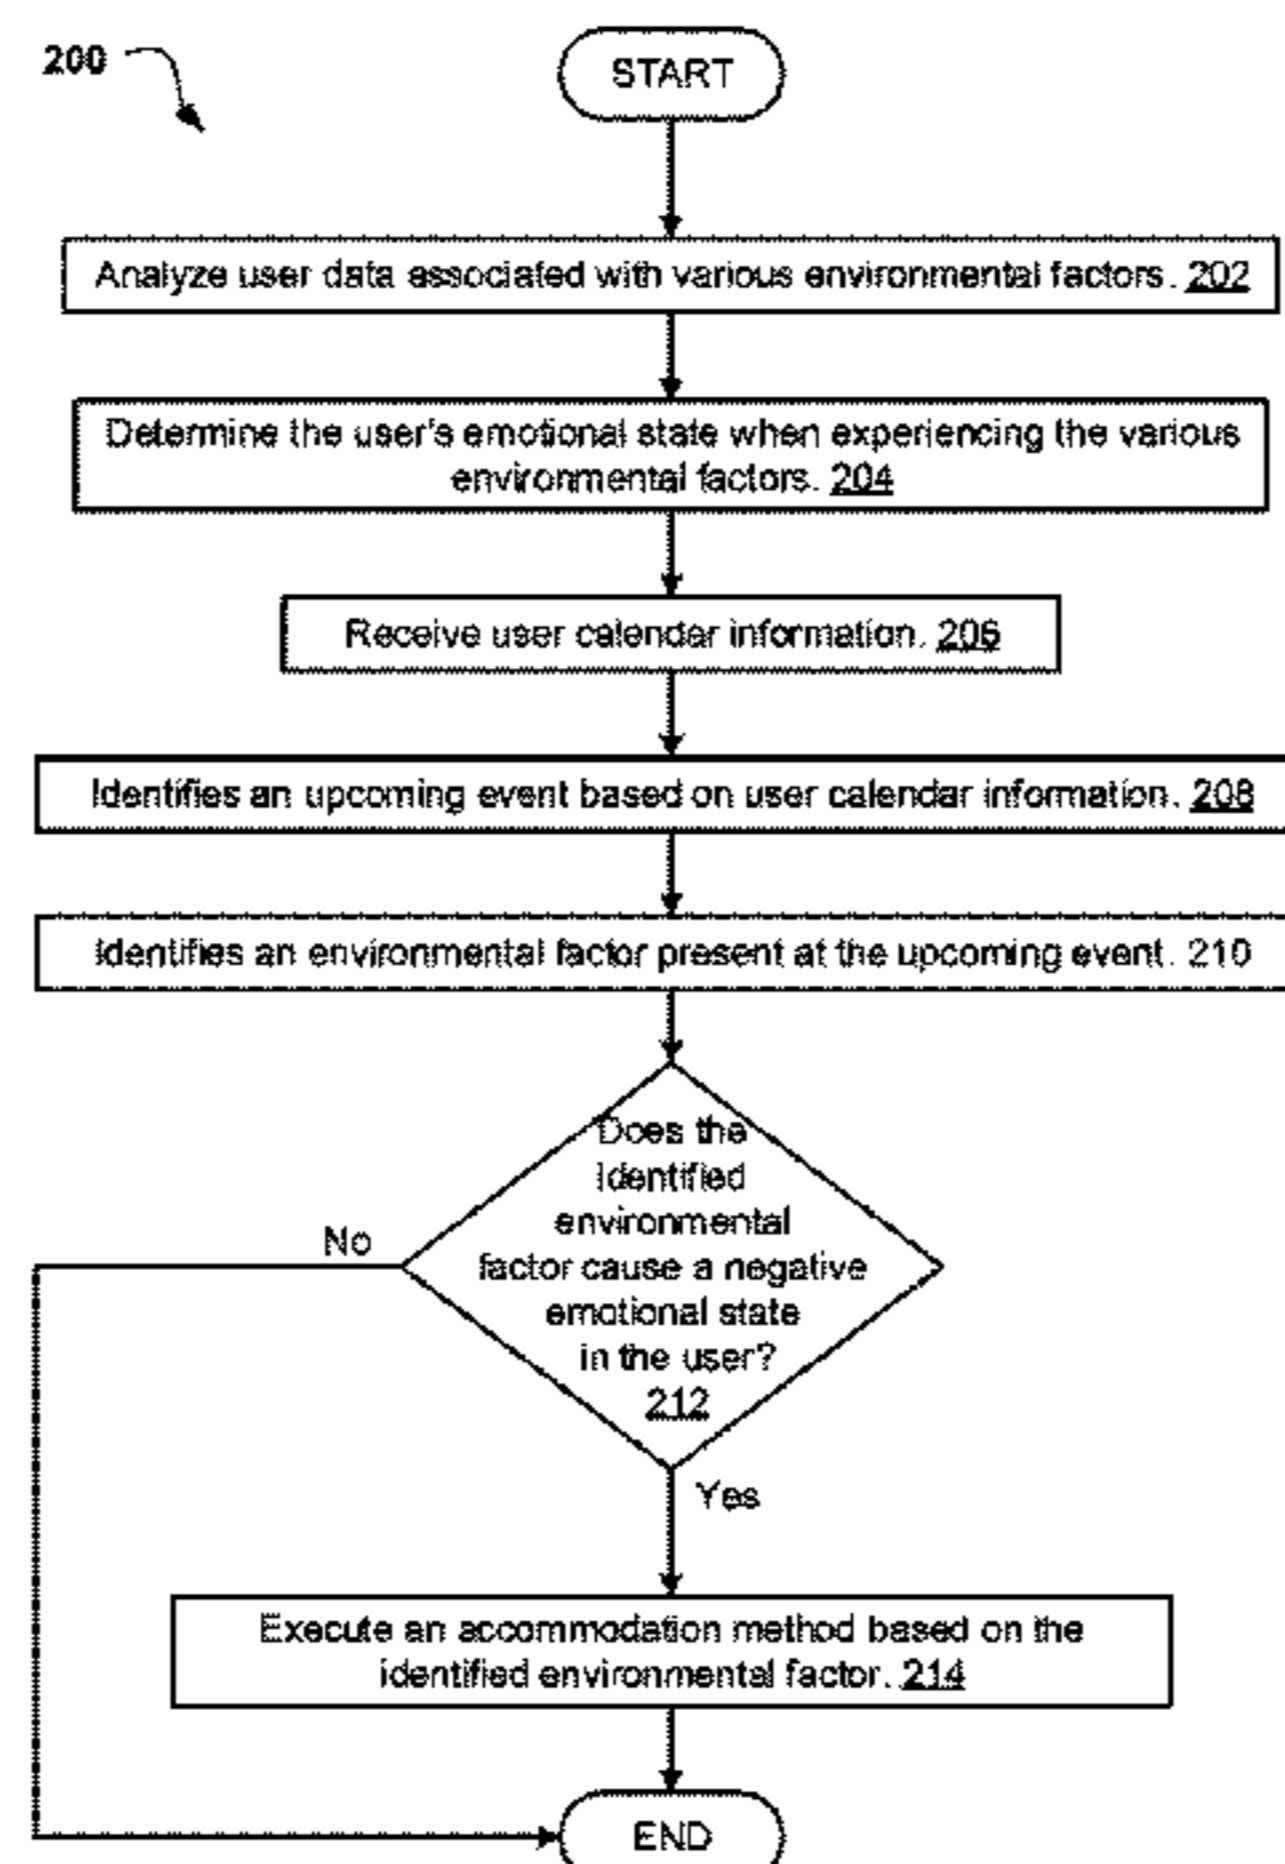 200
START
Analyze user data associated with various environmental factors. 202
Determine the user's emotional state when experiencing the various
environmental factors. 204
Receive user calendar information. 206
Identifies an upcoming event based on user calendar information. 208
Identifies an environmental factor present at the upcoming event. 210
Does the
identified
environmental
factor cause a negative
emotional state
in the user?
212
No
Yes
Execute an accommodation method based on the
identified environmental factor. 214
END